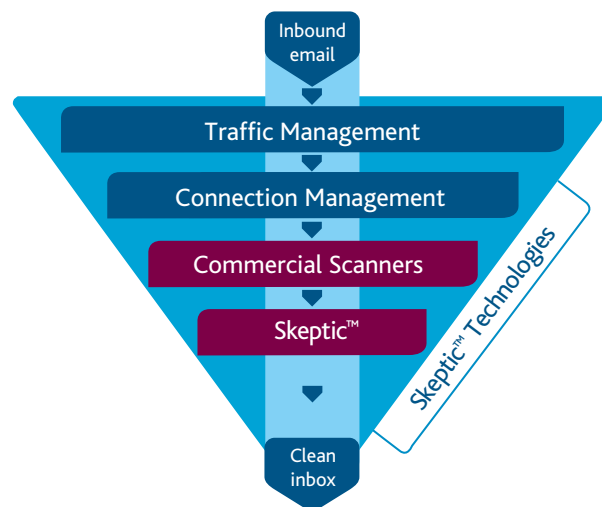 Inbound
email
Traffic Management
Connection Management
Commercial Scanners
Skeptic™
Skeptic™ Technologies
Clean
inbox